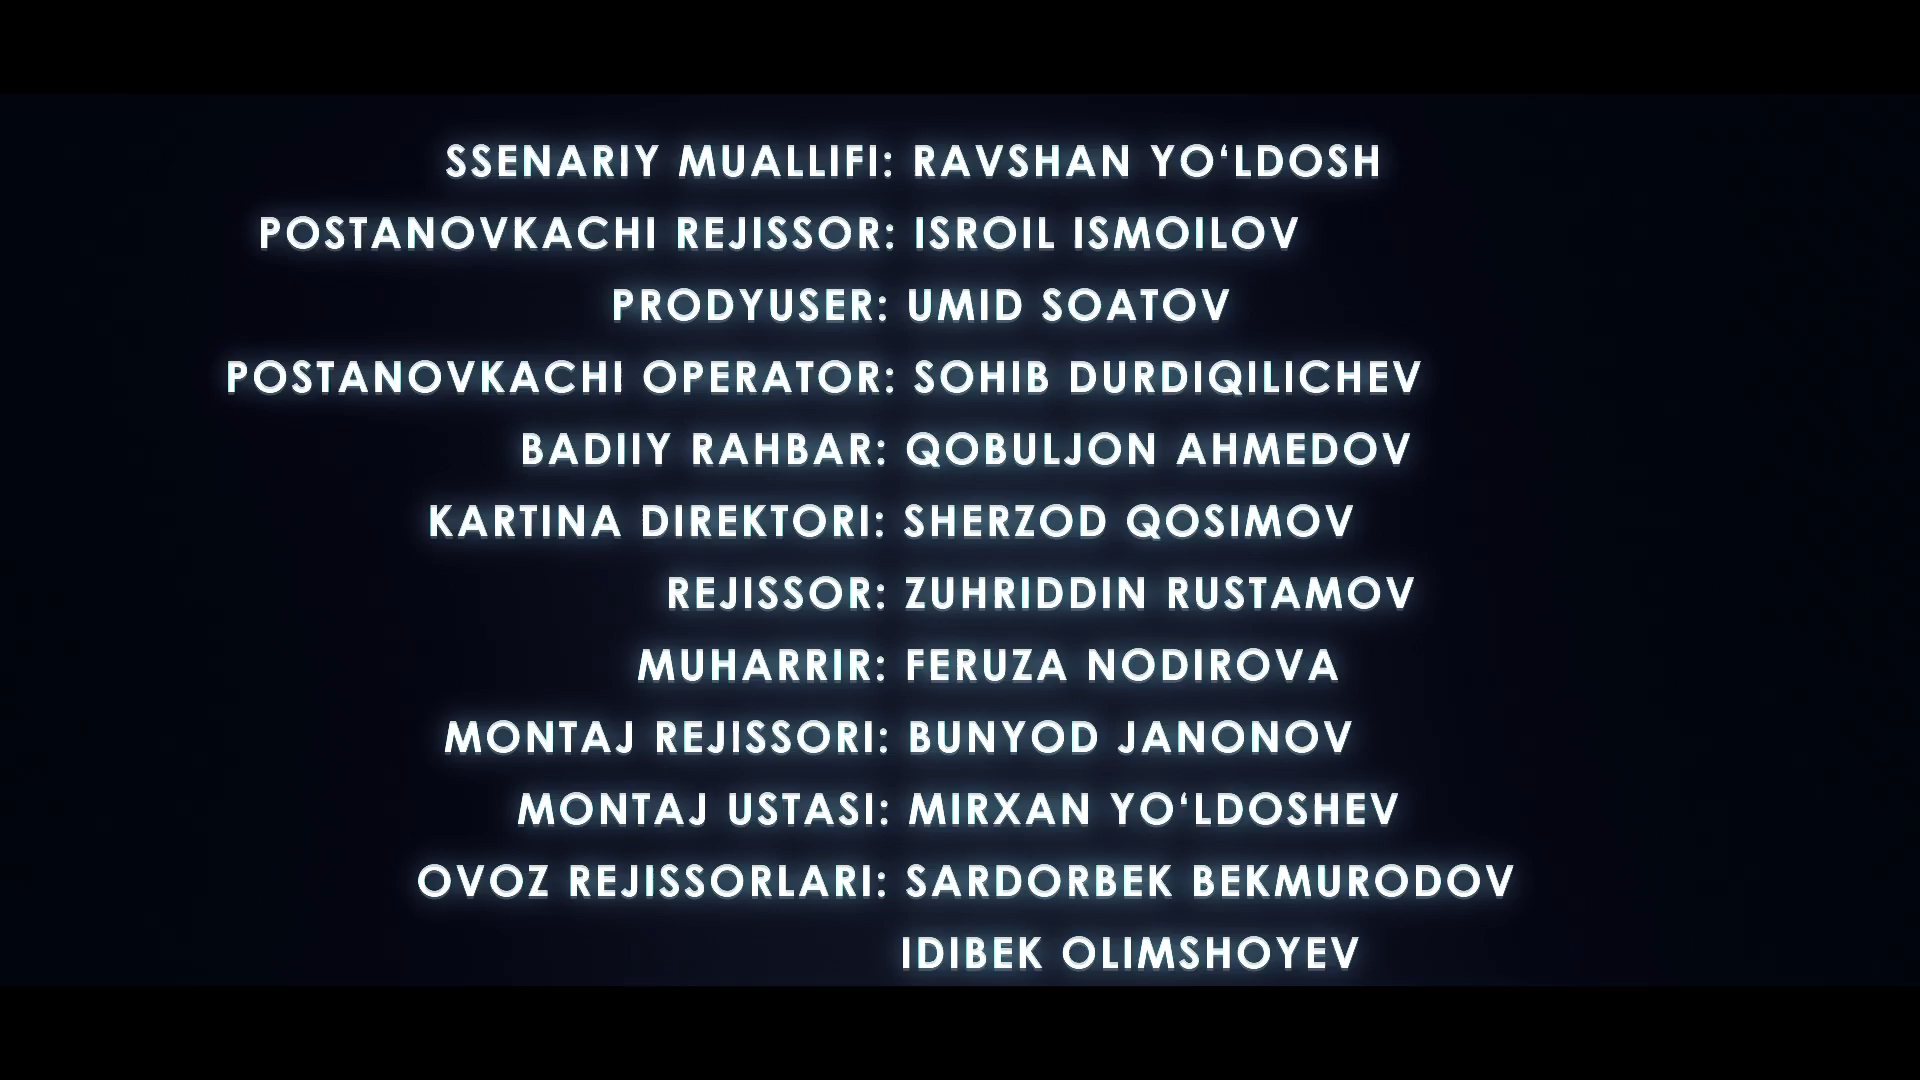 SSENARIY MUALLIFI: RAVSHAN YO‘LDOSH
POSTANOVKACHI REJISSOR: ISROIL ISMOILOV
PRODYUSER: UMID SOATOV
POSTANOVKACHI OPERATOR: SOHIB DURDIQILICHEV
BADIIY RAHBAR: QOBULJON AHMEDOV
KARTINA DIREKTORI: SHERZOD QOSIMOV
REJISSOR: ZUHRIDDIN RUSTAMOV
MUHARRIR: FERUZA NODIROVA
MONTAJ REJISSORI: BUNYOD JANONOV
MONTAJ USTASI: MIRXAN YO‘LDOSHEV
OVOZ REJISSORLARI: SARDORBEK BEKMURODOV
IDIBEK OLIMSHOYEV